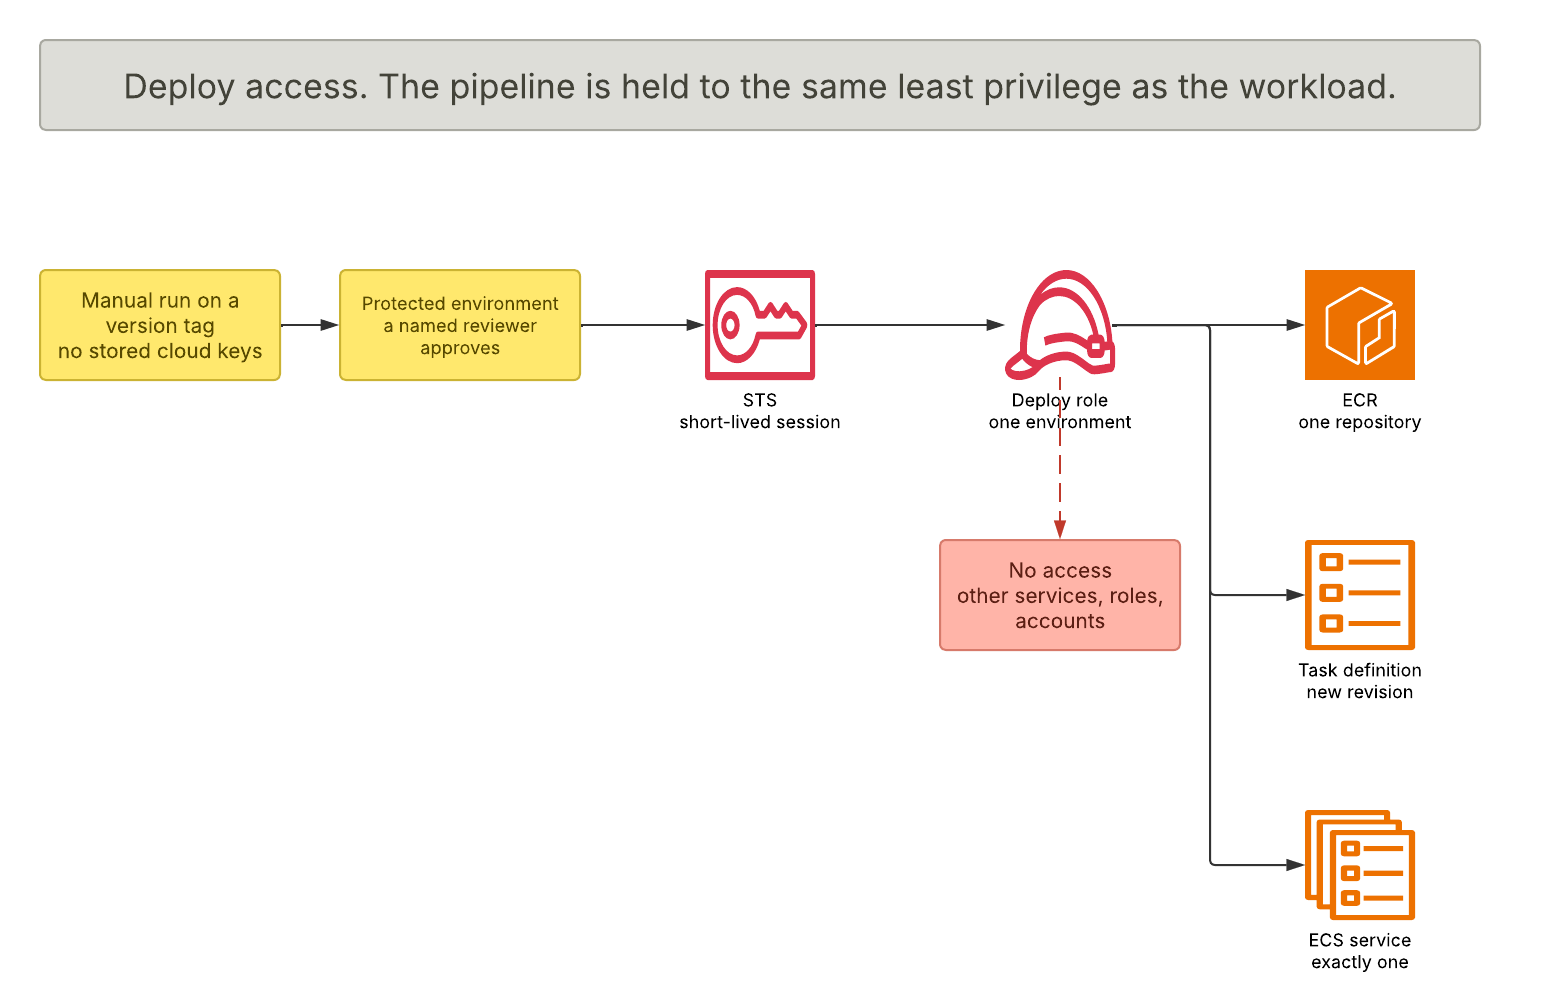 Deploy access. The pipeline is held to the same least privilege as the workload.
Manual run on a
version tag
no stored cloud keys
Protected environment
a named reviewer
approves
STS
short-lived session
Deploy role
one environment
ECR
one repository
No access
other services, roles,
accounts
Task definition
new revision
ECS service
exactly one